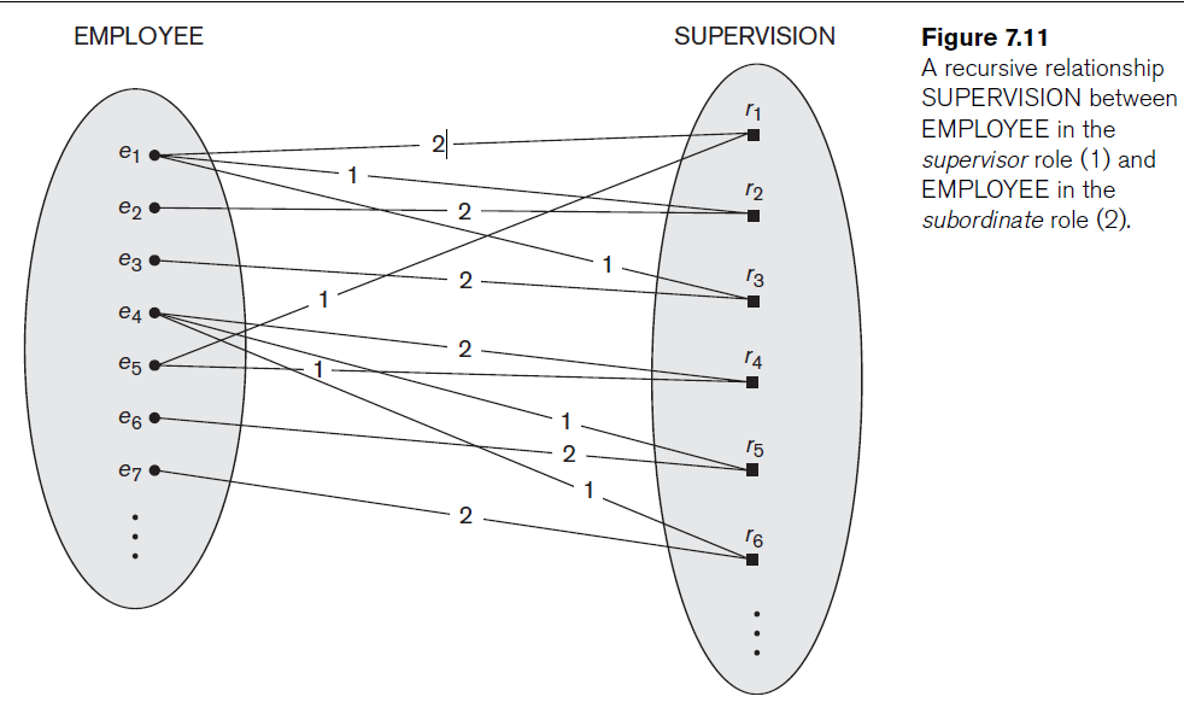 EMPLOYEE
SUPERVISION
Figure 7.11
A recursive relationship
SUPERVISION between
EMPLOYEE in the
supervisor role (1) and
EMPLOYEE in the
subordinate role (2).
e1
e2
e3
e4
e5
e6
e7
2
1
2
1
2
1
2
1
1
2
1
2
r1
r2
r3
r4
r5
r6